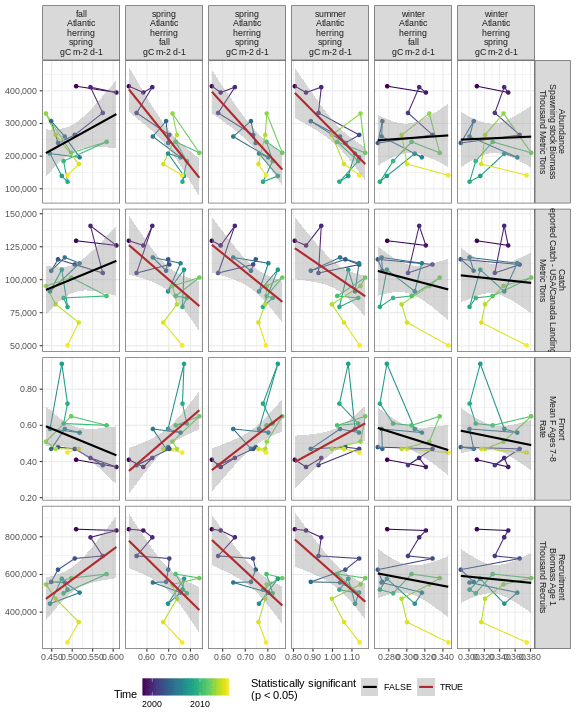 fall
Atlantic
herring
spring
gC m-2 d-1
spring
Atlantic
herring
fall
gC m-2 d-1
spring
Atlantic
herring
spring
gC m-2 d-1
summer
Atlantic
herring
spring
gC m-2 d-1
winter
Atlantic
herring
fall
gC m-2 d-1
winter
Atlantic
herring
spring
gC m-2 d-1
400,000
300,000
200,000
100,000
Abundance
Spawning stock Biomass
Thousand Metric Tons
150,000
125,000
100,000
75,000
50,000
Catch
eported Catch - USA/Canada Landing
Metric Tons
0.80
0.60
0.40
0.20
Fmort
Mean F Ages 7-8
Rate
800,000
600,000
400,000
Recruitment
Biomass Age 1
Thousand Recruits
0.450 0.500 0.550 0.600
0.60 0.70 0.80
0.60 0.70 0.80
0.80 0.90 1.00 1.10
0.280 0.300 0.320 0.340
0.300 0.320 0.340 0.360 0.380
Time
2000 2010
Statistically significant
(p < 0.05)
FALSE
TRUE